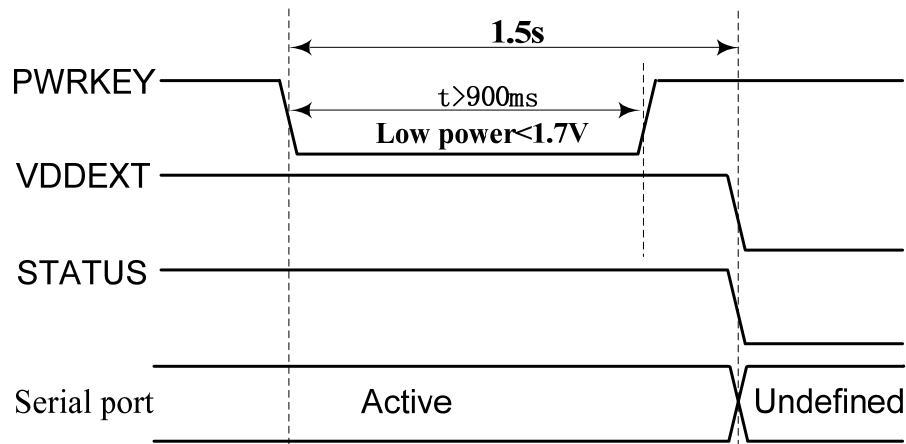 1.5s
PWRKEY
t>900ms
Low power<1.7V
VDDEXT
STATUS
Serial port Active Undefined